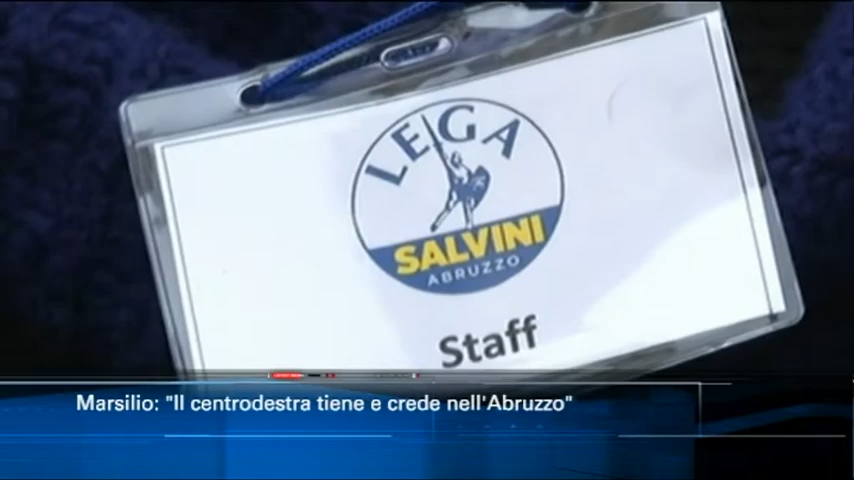 LEGA
SALVINI
ABRUZZO
Staff
Marsilio: "Il centrodestra tiene e crede nell'Abruzzo"